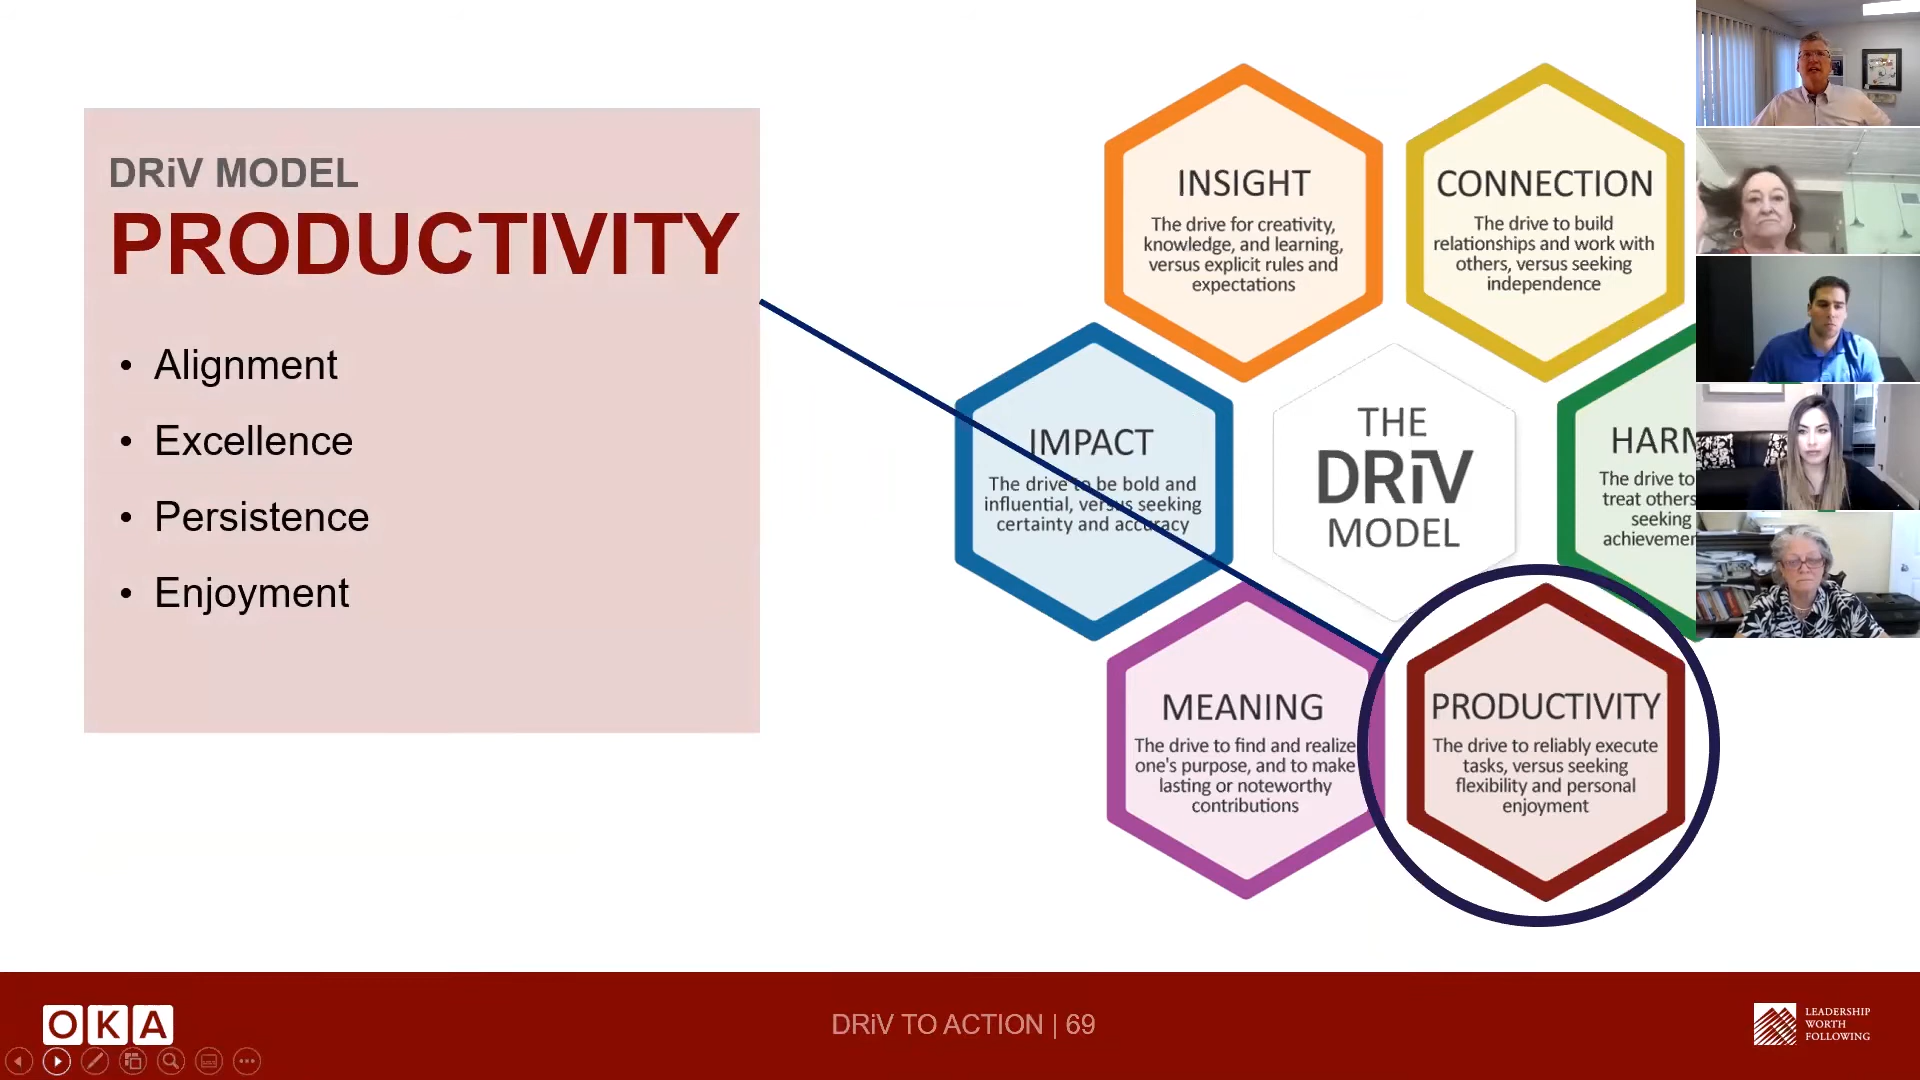 DRiV MODEL
PRODUCTIVITY
• Alignment
• Excellence
• Persistence
• Enjoyment
INSIGHT
The drive for creativity,
knowledge, and learning,
versus explicit rules and
expectations
CONNECTION
The drive to build
relationships and work with
others, versus seeking
independence
IMPACT
The drive to be bold and
influential, versus seeking
certainty and accuracy
THE
DRiV
MODEL
HARM
The drive to
treat others
seeking
achievemen
MEANING
The drive to find and realize
one's purpose, and to make
lasting or noteworthy
contributions
PRODUCTIVITY
The drive to reliably execute
tasks, versus seeking
flexibility and personal
enjoyment
OKA
DRiV TO ACTION | 69
LEADERSHIP
WORTH
FOLLOWING